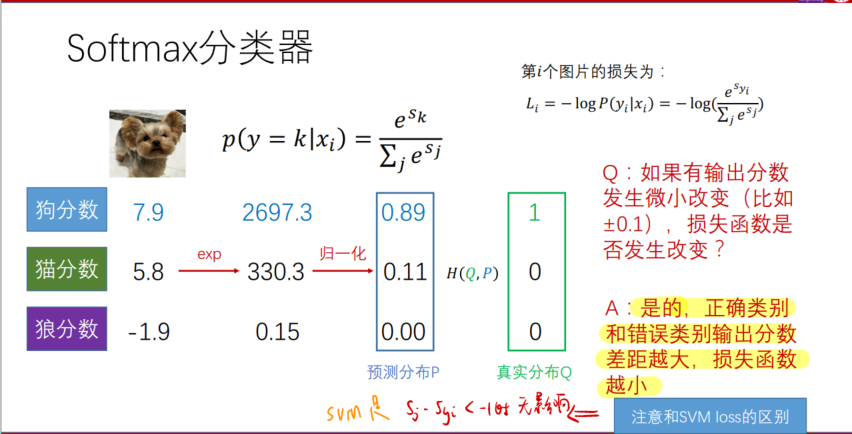 Softmax分类器
第i个图片的损失为：
L_i = −log P(y_i|x_i) = −log(e^{s_{y_i}} / ∑_j e^{s_j})
p(y = k|x_i) = e^{s_k} / ∑_j e^{s_j}
Q：如果有输出分数
发生微小改变（比如
±0.1），损失函数是
否发生改变？
狗分数 7.9 2697.3 0.89 1
exp 归一化
猫分数 5.8 330.3 0.11 H(Q,P) 0
A：是的，正确类别
和错误类别输出分数
差距越大，损失函数
越小
狼分数 -1.9 0.15 0.00 0
预测分布P 真实分布Q
svm是 s_j - s_{y_i} < -1 时 无影响
注意和SVM loss的区别